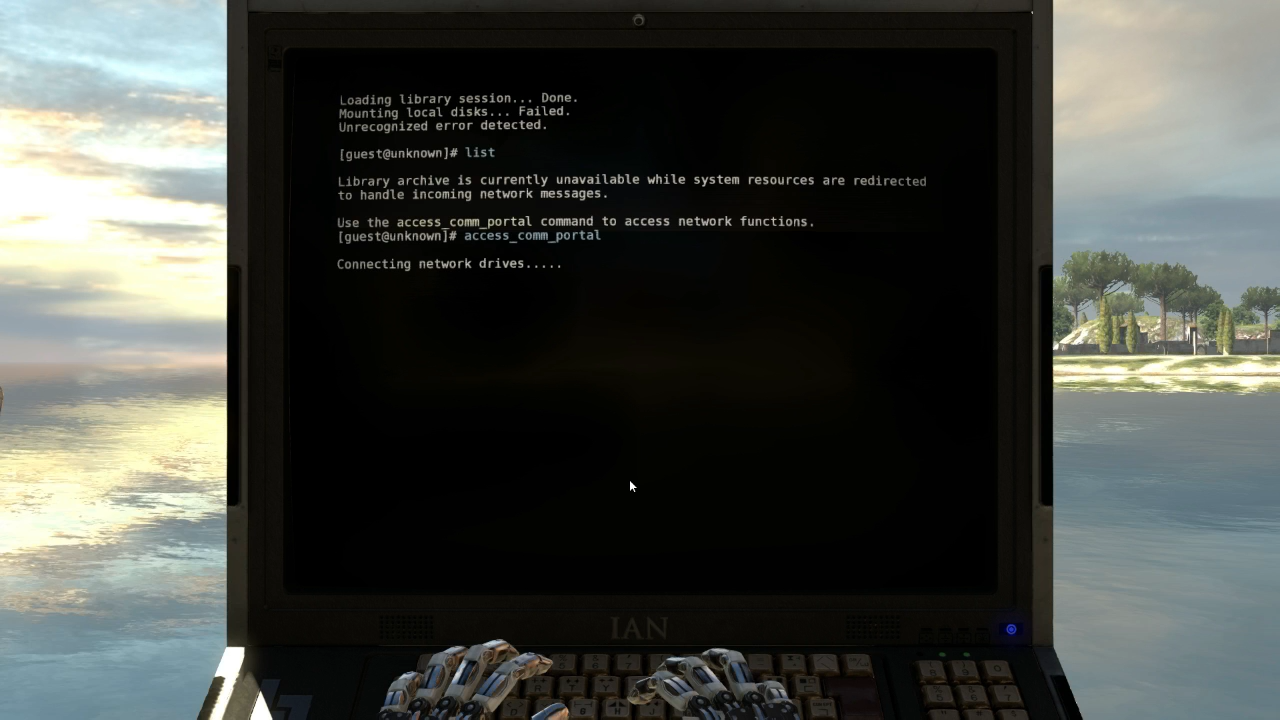 Loading library session... Done.
Mounting local disks... Failed.
Unrecognized error detected.
[guest@unknown]# list
Library archive is currently unavailable while system resources are redirected
to handle incoming network messages.
Use the access_comm_portal command to access network functions.
[guest@unknown]# access_comm_portal
Connecting network drives.....
IAN